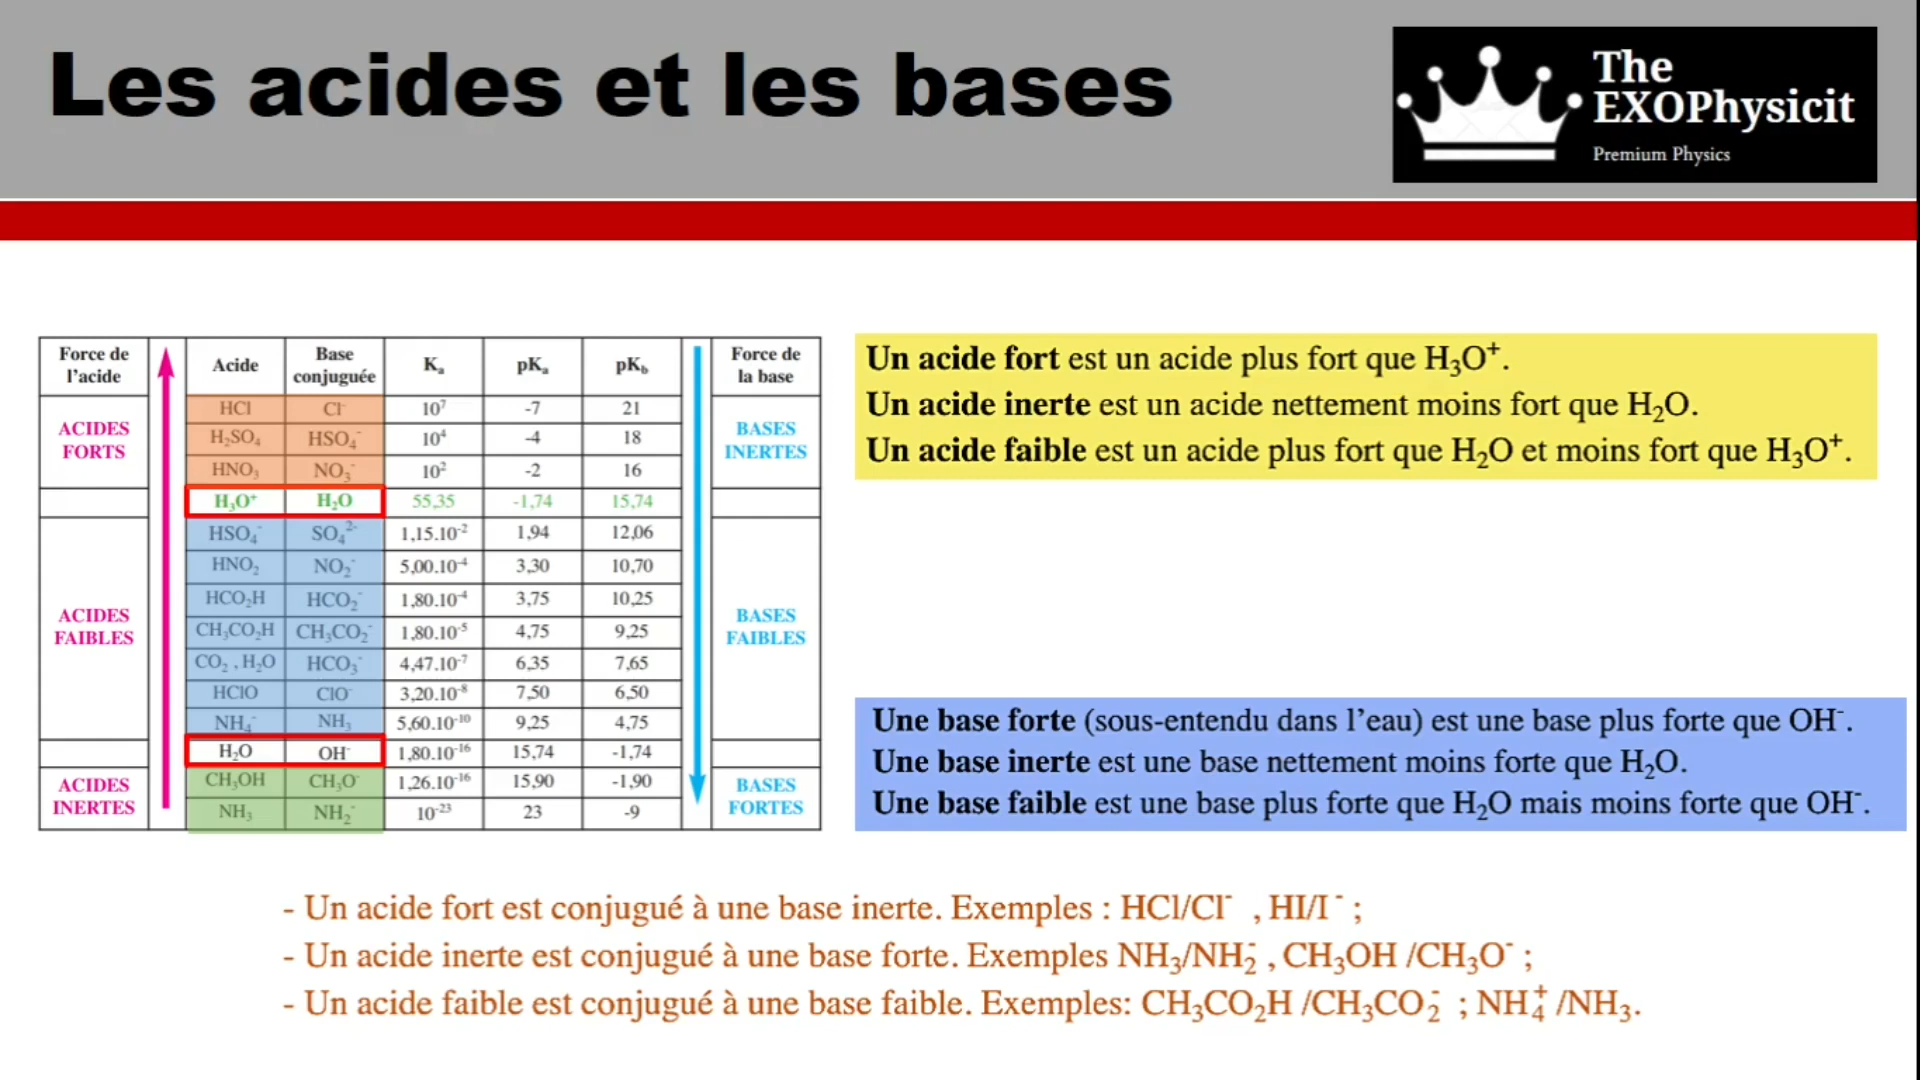 Les acides et les bases
The
EXOPhysicit
Premium Physics
Force de l'acide | Acide | Base conjuguée | Kₐ | pKₐ | pK_b | Force de la base
ACIDES FORTS | HCl | Cl⁻ | 10⁷ | -7 | 21 | BASES INERTES
H₂SO₄ | HSO₄⁻ | 10⁴ | -4 | 18
HNO₃ | NO₃⁻ | 10² | -2 | 16
H₃O⁺ | H₂O | 55,35 | -1,74 | 15,74
ACIDES FAIBLES | HSO₄⁻ | SO₄²⁻ | 1,15.10⁻² | 1,94 | 12,06 | BASES FAIBLES
HNO₂ | NO₂⁻ | 5,00.10⁻⁴ | 3,30 | 10,70
HCO₂H | HCO₂⁻ | 1,80.10⁻⁴ | 3,75 | 10,25
CH₃CO₂H | CH₃CO₂⁻ | 1,80.10⁻⁵ | 4,75 | 9,25
CO₂ , H₂O | HCO₃⁻ | 4,47.10⁻⁷ | 6,35 | 7,65
HClO | ClO⁻ | 3,20.10⁻⁸ | 7,50 | 6,50
NH₄⁻ | NH₃ | 5,60.10⁻¹⁰ | 9,25 | 4,75
H₂O | OH⁻ | 1,80.10⁻¹⁶ | 15,74 | -1,74
ACIDES INERTES | CH₃OH | CH₃O⁻ | 1,26.10⁻¹⁶ | 15,90 | -1,90 | BASES FORTES
NH₃ | NH₂⁻ | 10⁻²³ | 23 | -9
Un acide fort est un acide plus fort que H₃O⁺.
Un acide inerte est un acide nettement moins fort que H₂O.
Un acide faible est un acide plus fort que H₂O et moins fort que H₃O⁺.
Une base forte (sous-entendu dans l'eau) est une base plus forte que OH⁻.
Une base inerte est une base nettement moins forte que H₂O.
Une base faible est une base plus forte que H₂O mais moins forte que OH⁻.
- Un acide fort est conjugué à une base inerte. Exemples : HCl/Cl⁻ , HI/I⁻ ;
- Un acide inerte est conjugué à une base forte. Exemples NH₃/NH₂⁻ , CH₃OH /CH₃O⁻ ;
- Un acide faible est conjugué à une base faible. Exemples: CH₃CO₂H /CH₃CO₂⁻ ; NH₄⁺ /NH₃.